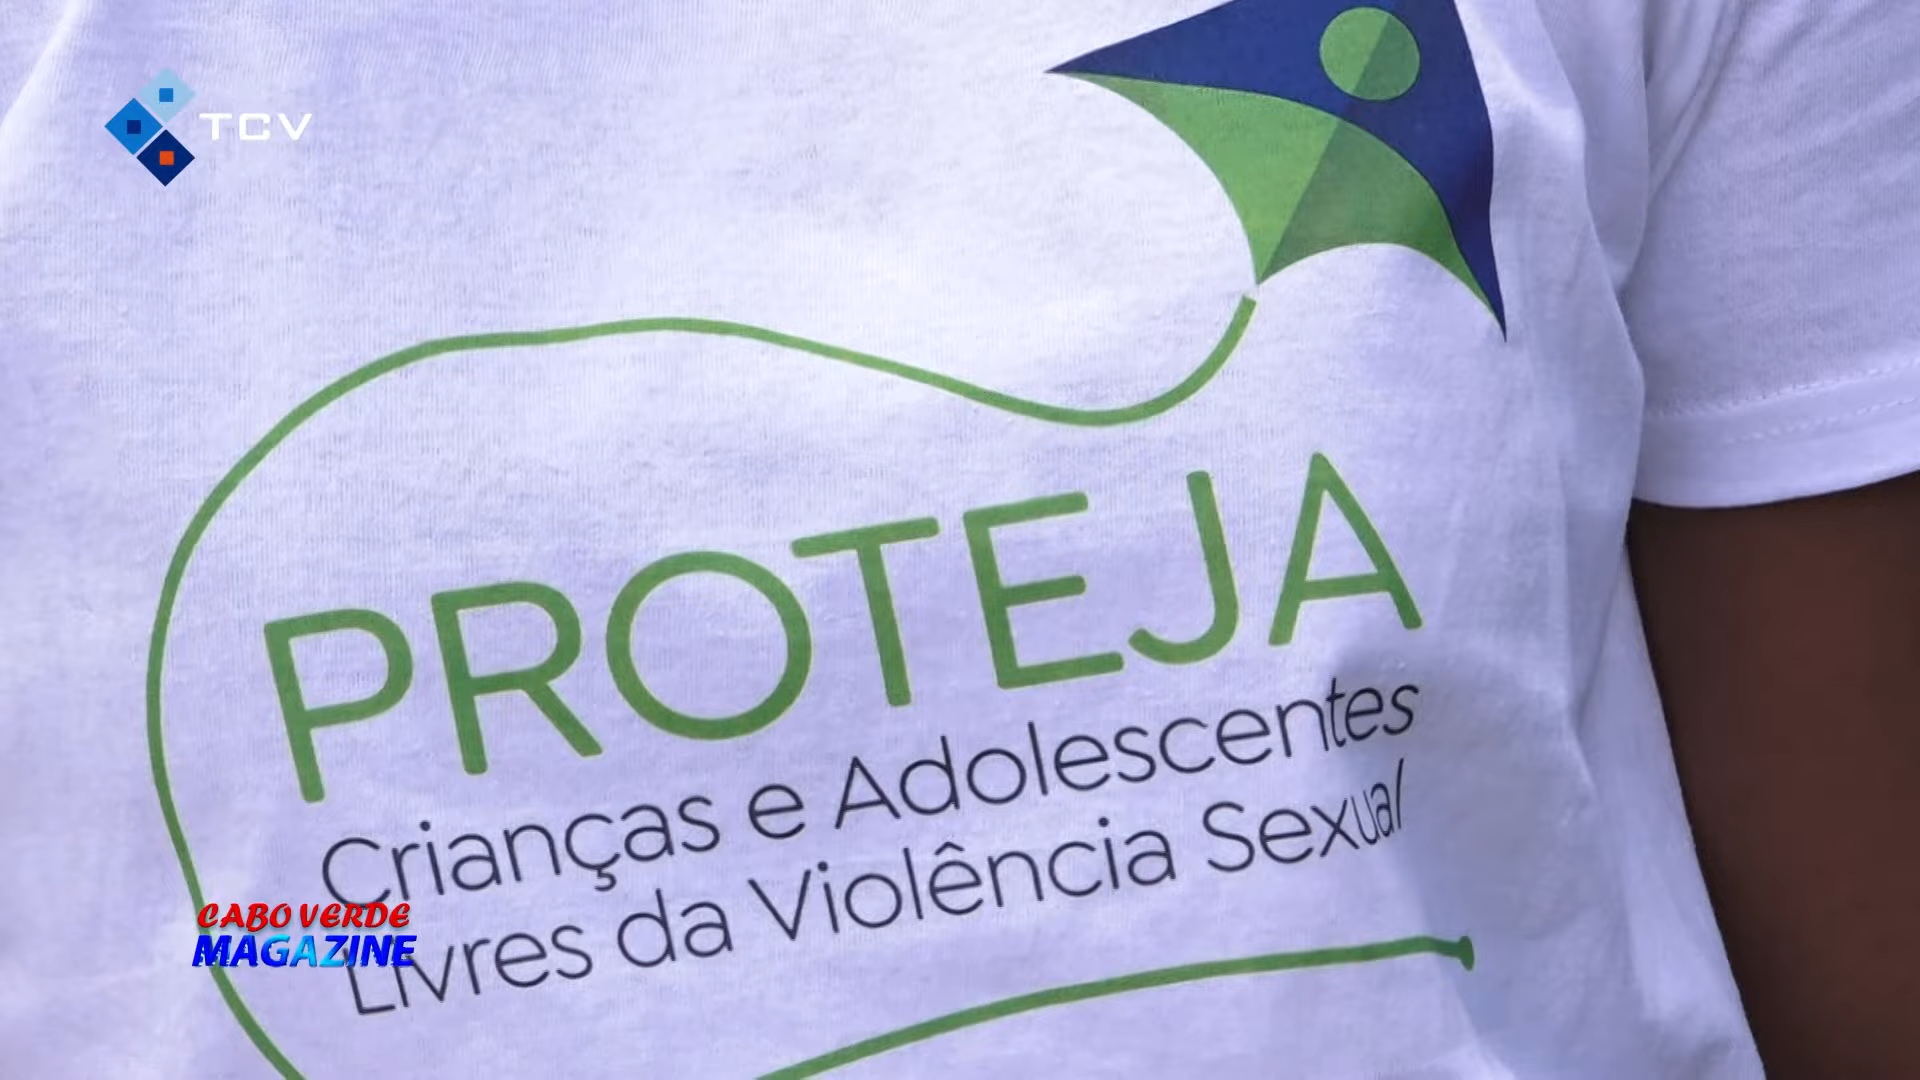 TCV
PROTEJA
Crianças e Adolescentes
Livres da Violência Sexual
CABO VERDE
MAGAZINE